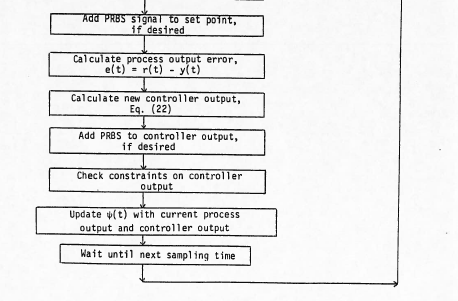 Add PRBS signal to set point,
if desired
Calculate process output error,
e(t) = r(t) - y(t)
Calculate new controller output,
Eq. (22)
Add PRBS to controller output,
if desired
Check constraints on controller
output
Update ψ(t) with current process
output and controller output
Wait until next sampling time